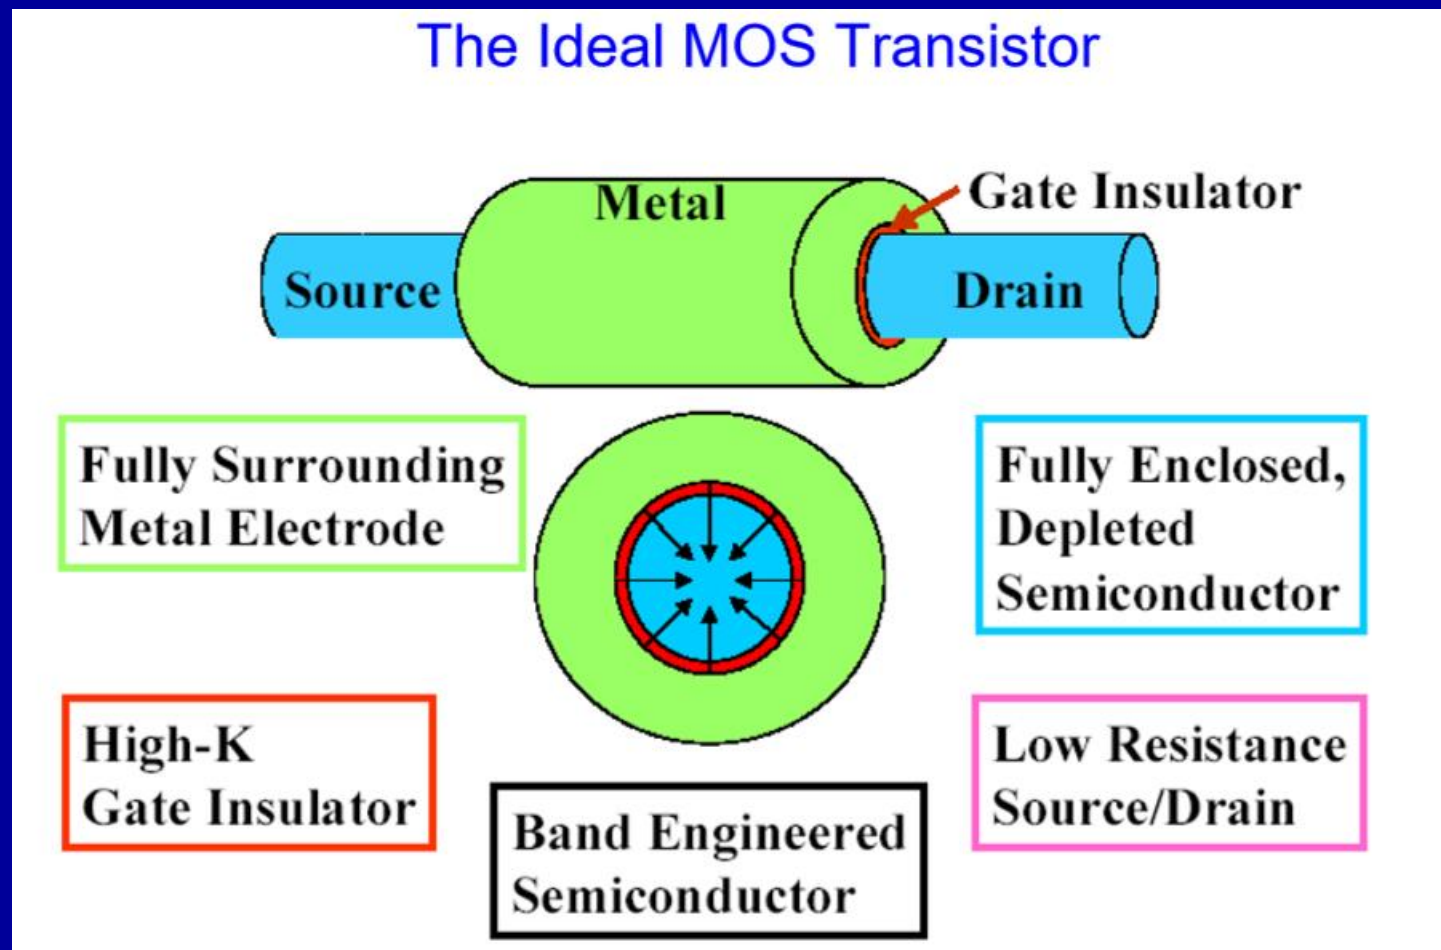 The Ideal MOS Transistor
Metal
Gate Insulator
Source
Drain
Fully Surrounding
Metal Electrode
Fully Enclosed,
Depleted
Semiconductor
High-K
Gate Insulator
Low Resistance
Source/Drain
Band Engineered
Semiconductor